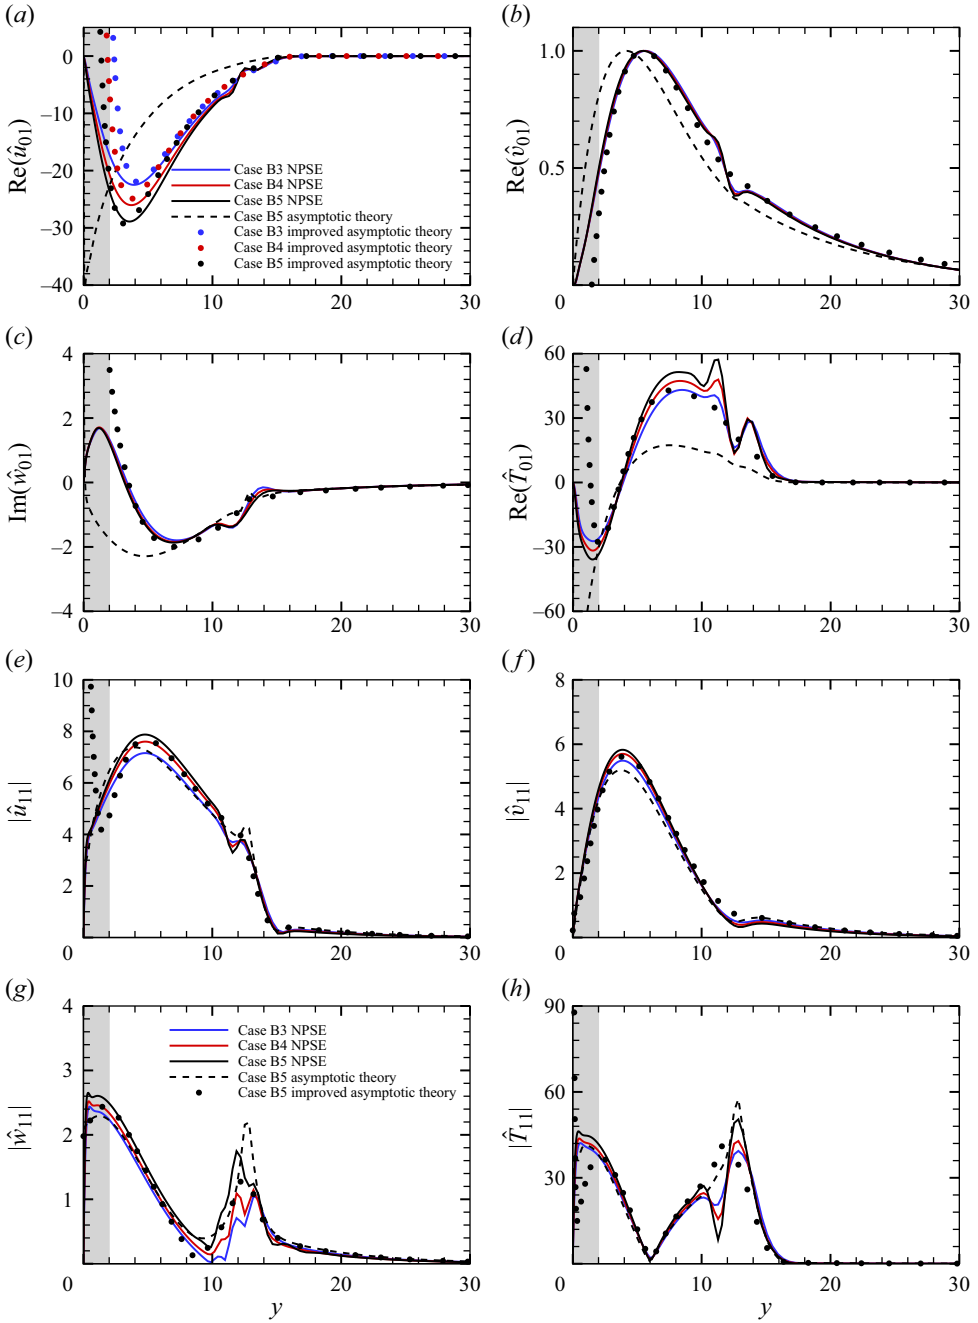 (a)
(b)
0
−10
−20
−30
−40
Re(û01)
Case B3 NPSE
Case B4 NPSE
Case B5 NPSE
Case B5 asymptotic theory
Case B3 improved asymptotic theory
Case B4 improved asymptotic theory
Case B5 improved asymptotic theory
0 10 20 30
1.0
0.5
Re(v̂01)
0 10 20 30
(c)
(d)
4
2
0
−2
−4
Im(ŵ01)
0 10 20 30
60
30
0
−30
−60
Re(T̂01)
0 10 20 30
(e)
(f)
10
8
6
4
2
0
|û11|
10 20 30
8
6
4
2
0
|v̂11|
10 20 30
(g)
(h)
4
3
2
1
0
|ŵ11|
Case B3 NPSE
Case B4 NPSE
Case B5 NPSE
Case B5 asymptotic theory
Case B5 improved asymptotic theory
10 20 30
y
90
60
30
0
|T̂11|
10 20 30
y